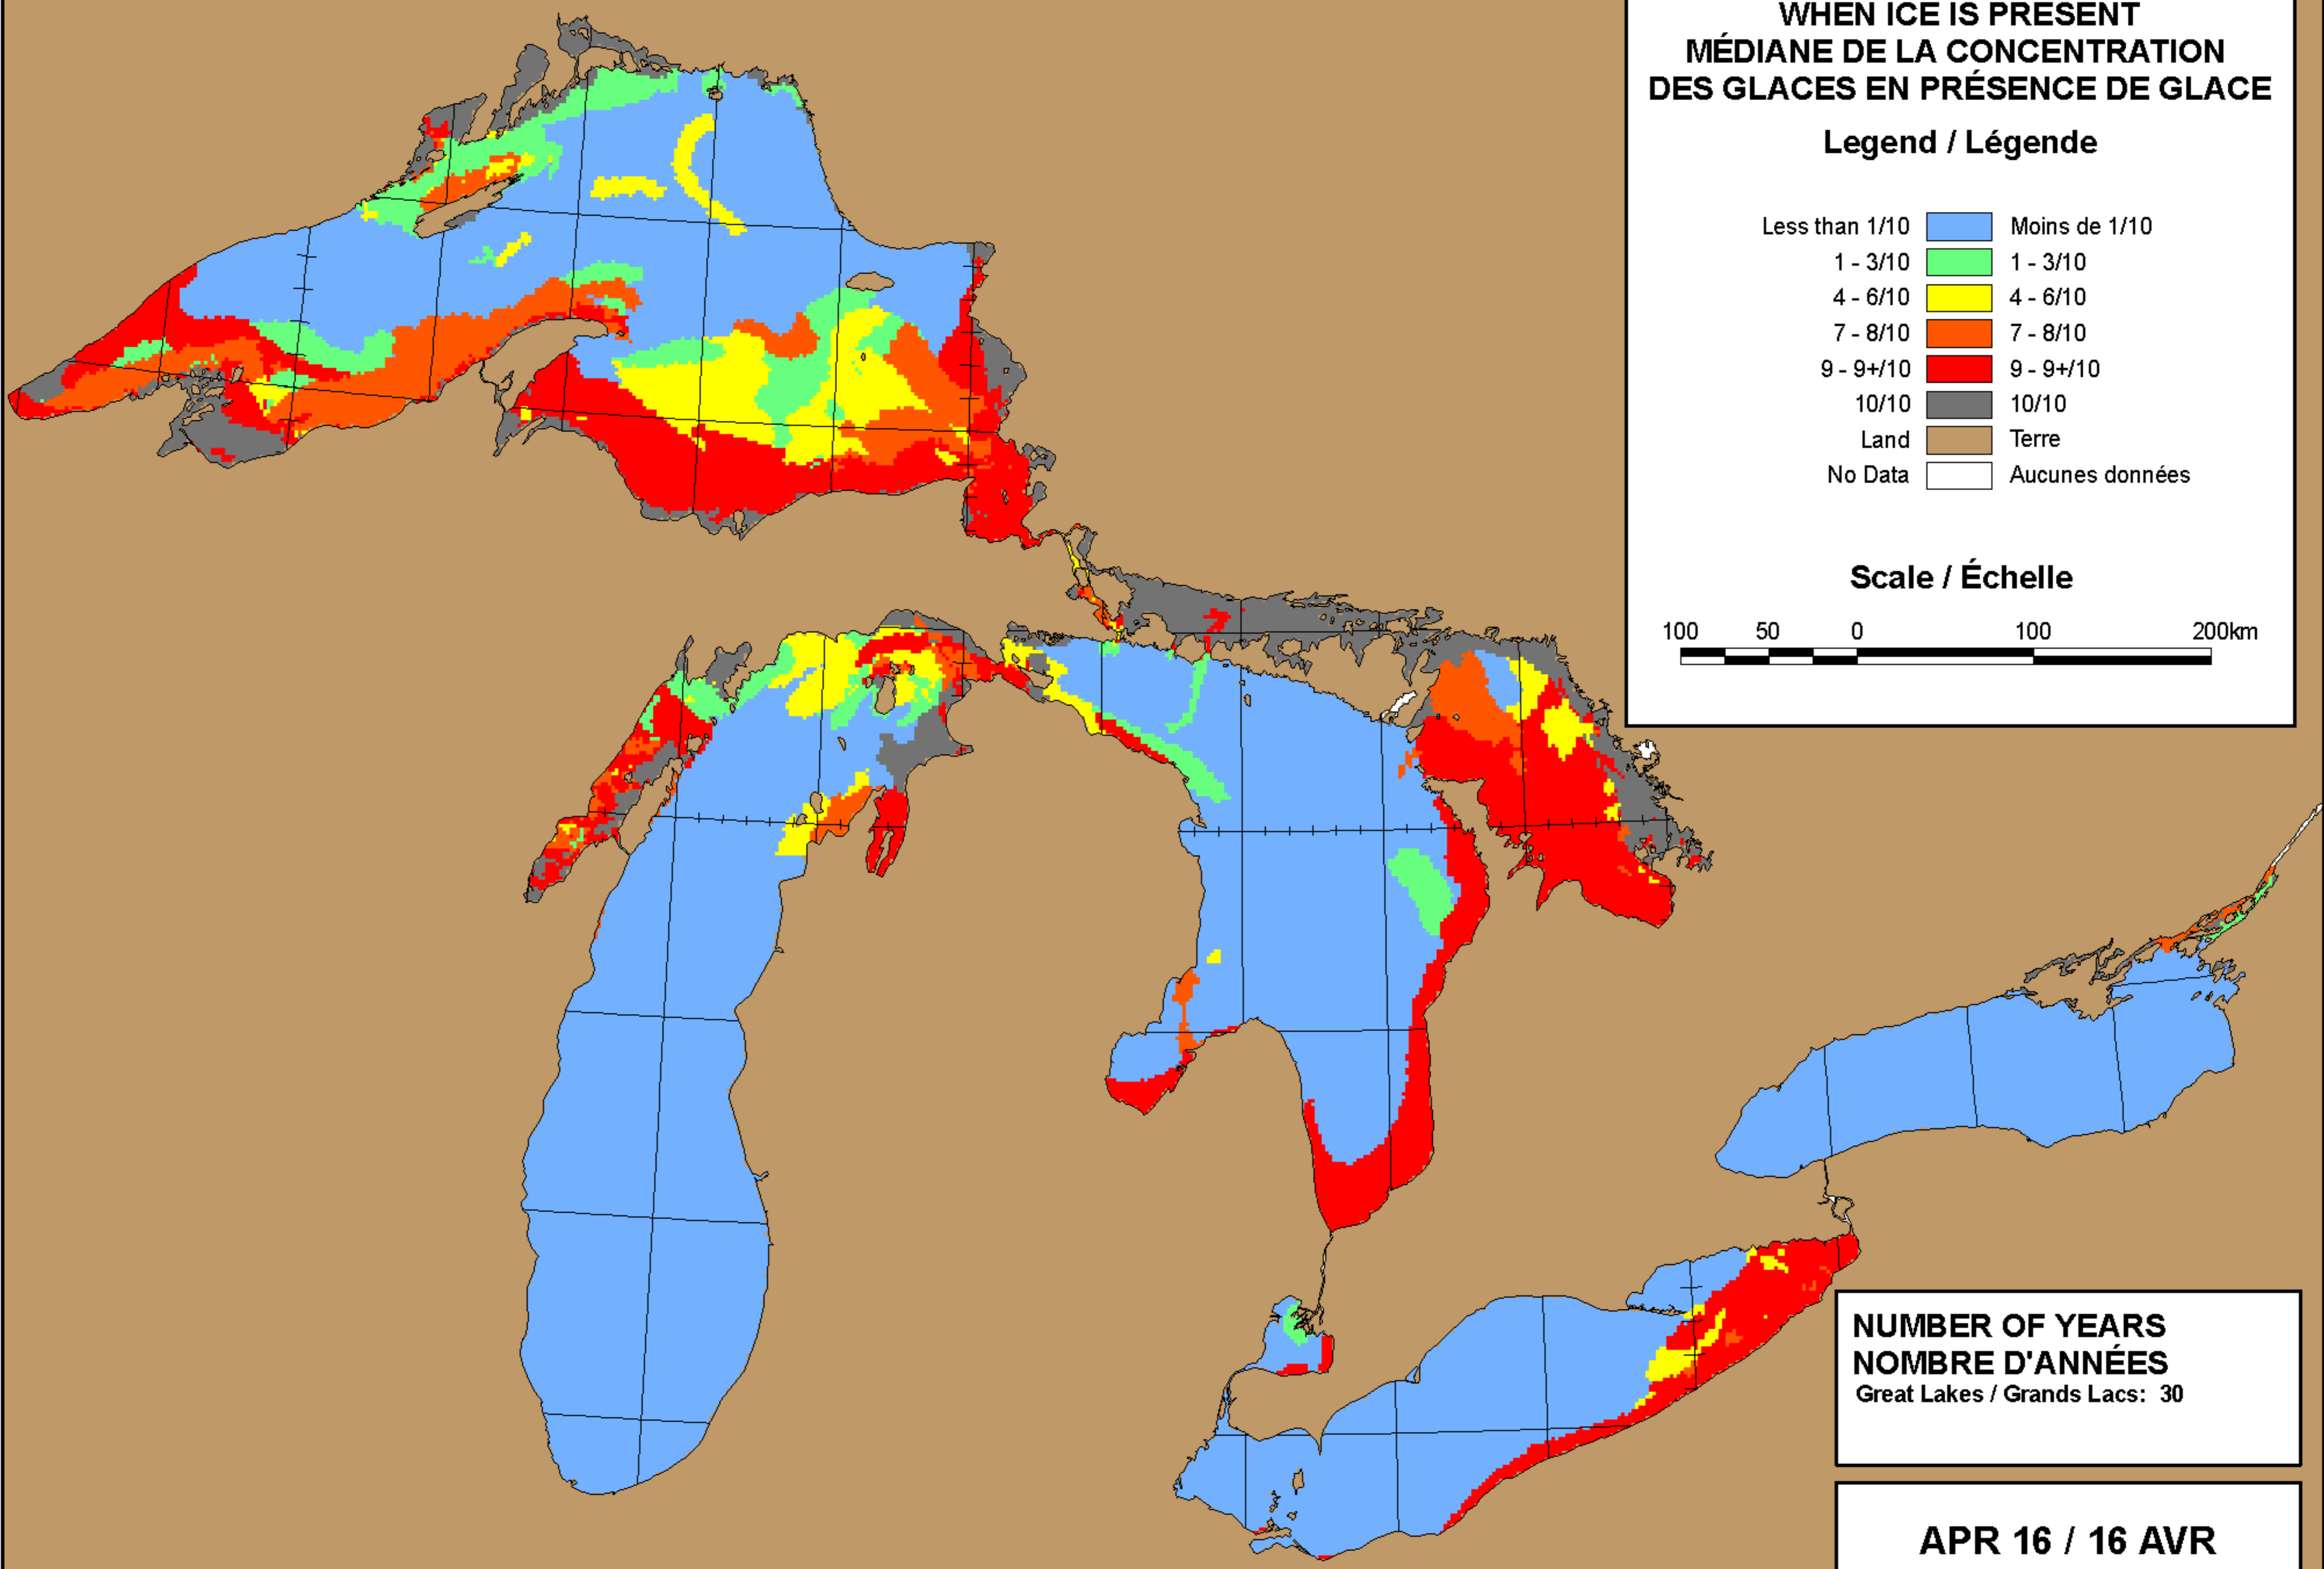 WHEN ICE IS PRESENT
MÉDIANE DE LA CONCENTRATION
DES GLACES EN PRÉSENCE DE GLACE
Legend / Légende
Less than 1/10 Moins de 1/10
1 - 3/10 1 - 3/10
4 - 6/10 4 - 6/10
7 - 8/10 7 - 8/10
9 - 9+/10 9 - 9+/10
10/10 10/10
Land Terre
No Data Aucunes données
Scale / Échelle
100 50 0 100 200km
NUMBER OF YEARS
NOMBRE D'ANNÉES
Great Lakes / Grands Lacs: 30
APR 16 / 16 AVR